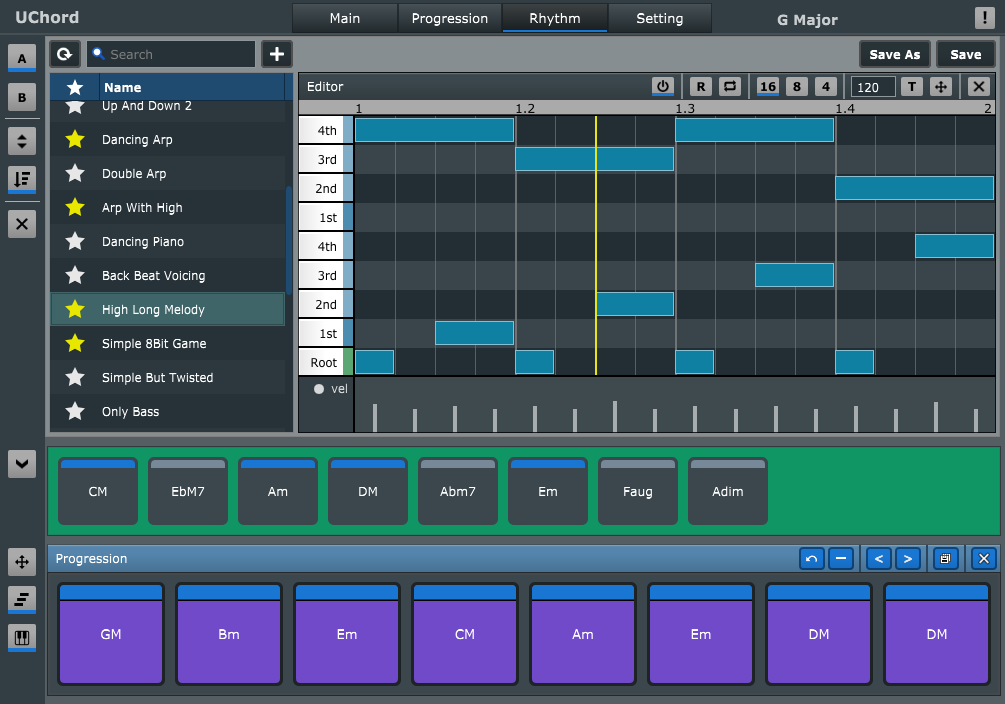 UChord
Main
Progression
Rhythm
Setting
G Major
!
A
B
Search
+
Save As
Save
Name
Up And Down 2
Dancing Arp
Double Arp
Arp With High
Dancing Piano
Back Beat Voicing
High Long Melody
Simple 8Bit Game
Simple But Twisted
Only Bass
Editor
R
16
8
4
120
T
1
1.2
1.3
1.4
2
4th
3rd
2nd
1st
4th
3rd
2nd
1st
Root
vel
CM
EbM7
Am
DM
Abm7
Em
Faug
Adim
Progression
<
>
GM
Bm
Em
CM
Am
Em
DM
DM